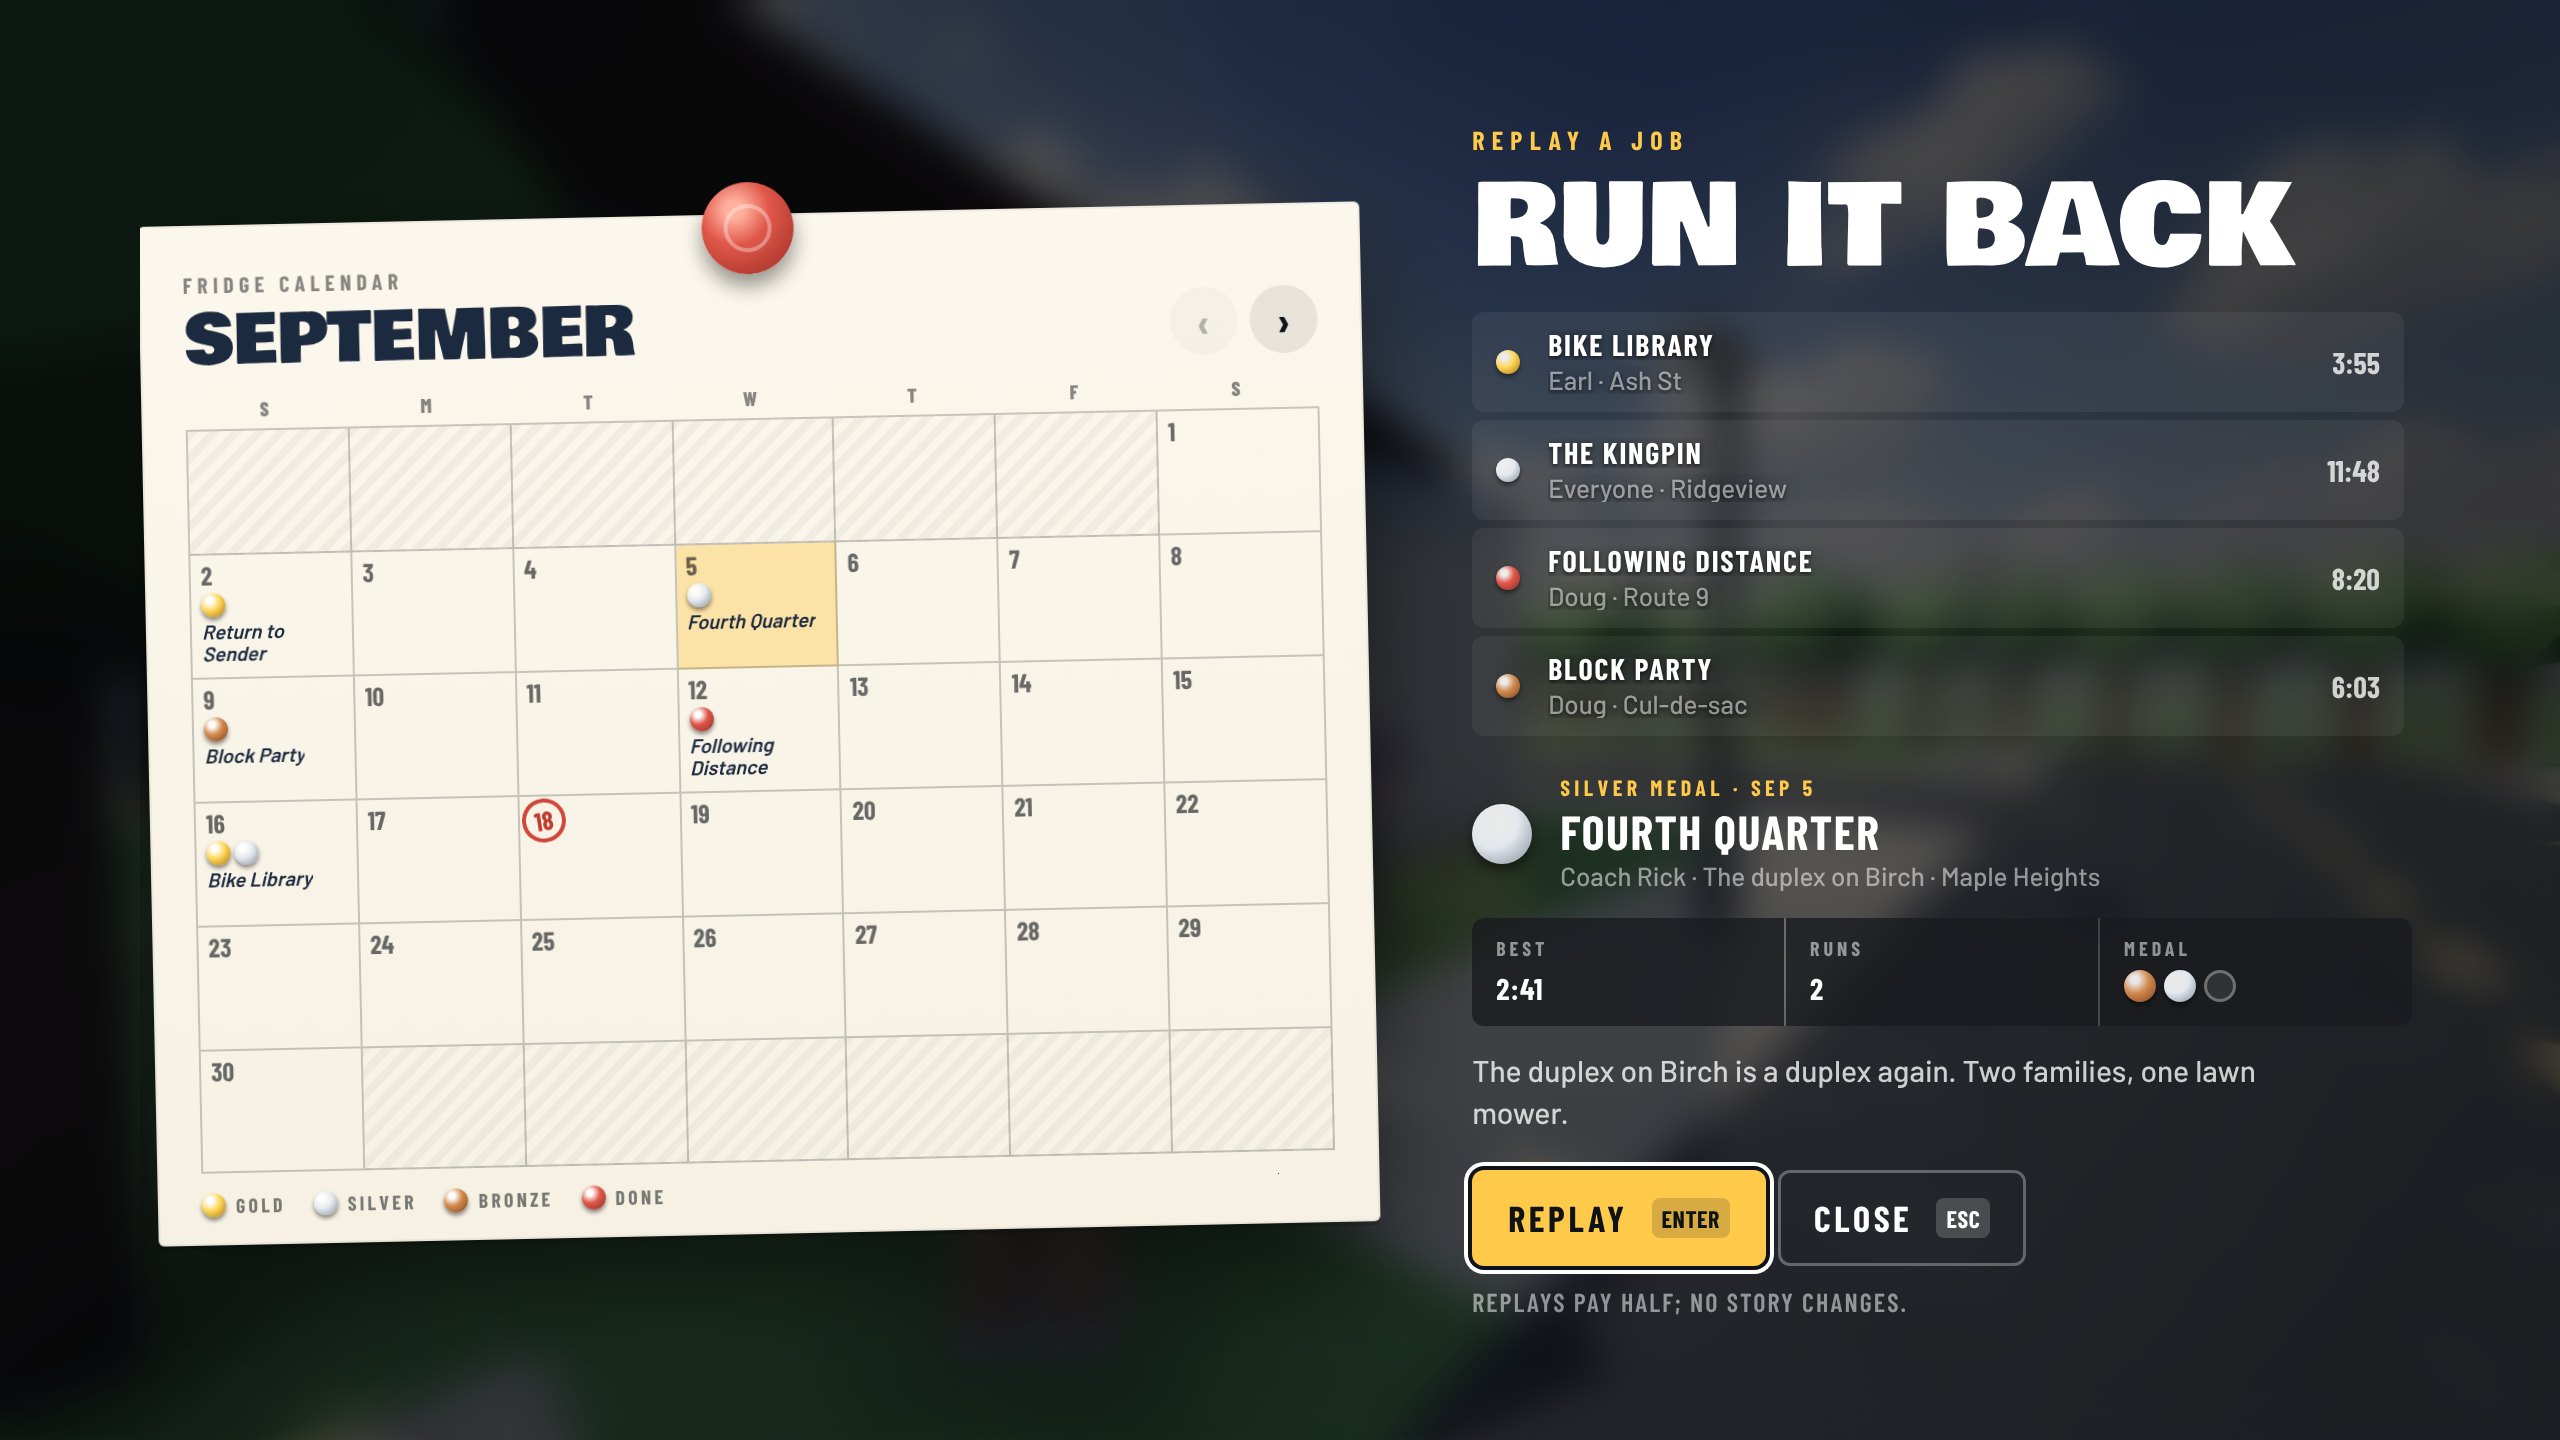 FRIDGE CALENDAR
SEPTEMBER
‹ ›
S M T W T F S
1
2 3 4 5 6 7 8
Return to
Sender
Fourth Quarter
9 10 11 12 13 14 15
Block Party
Following
Distance
16 17 18 19 20 21 22
Bike Library
23 24 25 26 27 28 29
30
GOLD SILVER BRONZE DONE
REPLAY A JOB
RUN IT BACK
BIKE LIBRARY
Earl · Ash St
3:55
THE KINGPIN
Everyone · Ridgeview
11:48
FOLLOWING DISTANCE
Doug · Route 9
8:20
BLOCK PARTY
Doug · Cul-de-sac
6:03
SILVER MEDAL · SEP 5
FOURTH QUARTER
Coach Rick · The duplex on Birch · Maple Heights
BEST RUNS MEDAL
2:41 2
The duplex on Birch is a duplex again. Two families, one lawn
mower.
REPLAY ENTER CLOSE ESC
REPLAYS PAY HALF; NO STORY CHANGES.